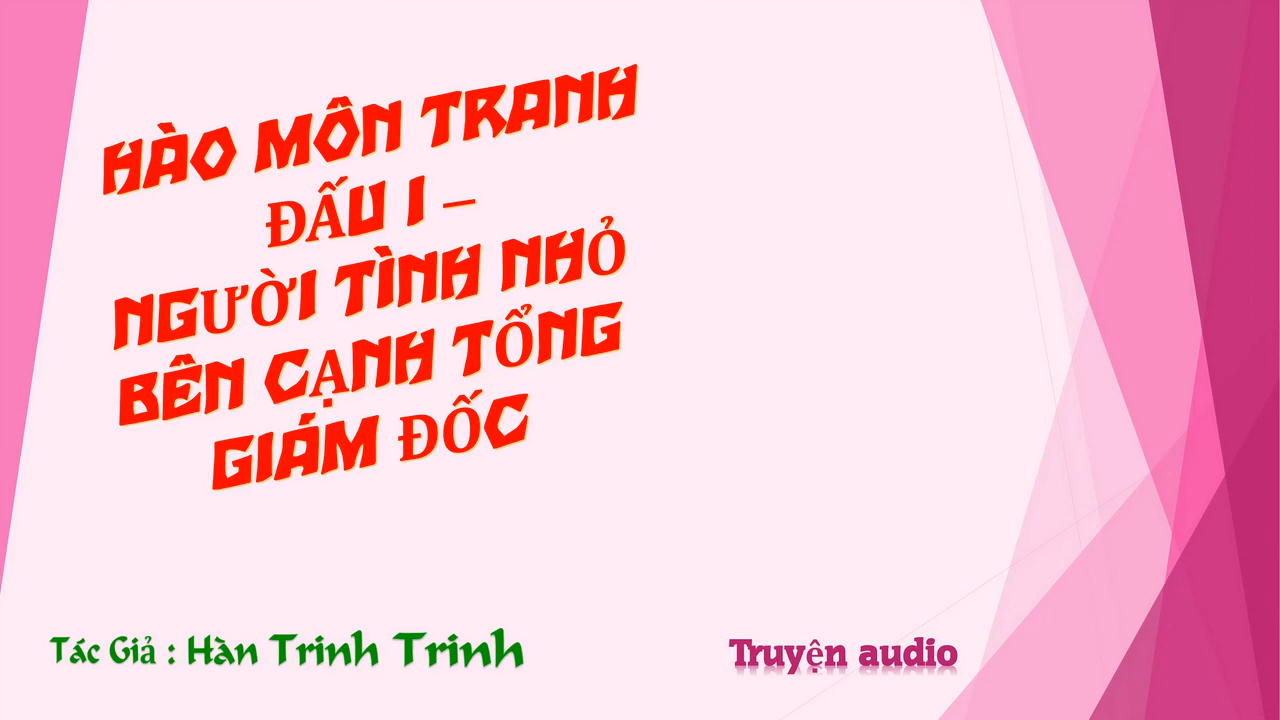 HÀO MÔN TRANH
ĐẤU I –
NGƯỜI TÌNH NHỎ
BÊN CẠNH TỔNG
GIÁM ĐỐC
Tác Giả : Hàn Trinh Trinh
Truyện audio